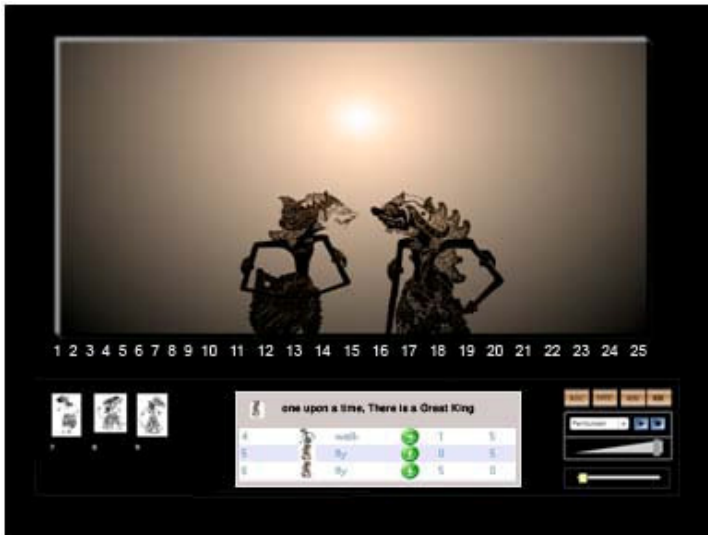 1 2 3 4 5 6 7 8 9 10 11 12 13 14 15 16 17 18 19 20 21 22 23 24 25
one upon a time, There is a Great King
4 walk 1 5
5 fly 0 5
6 fly 5 0